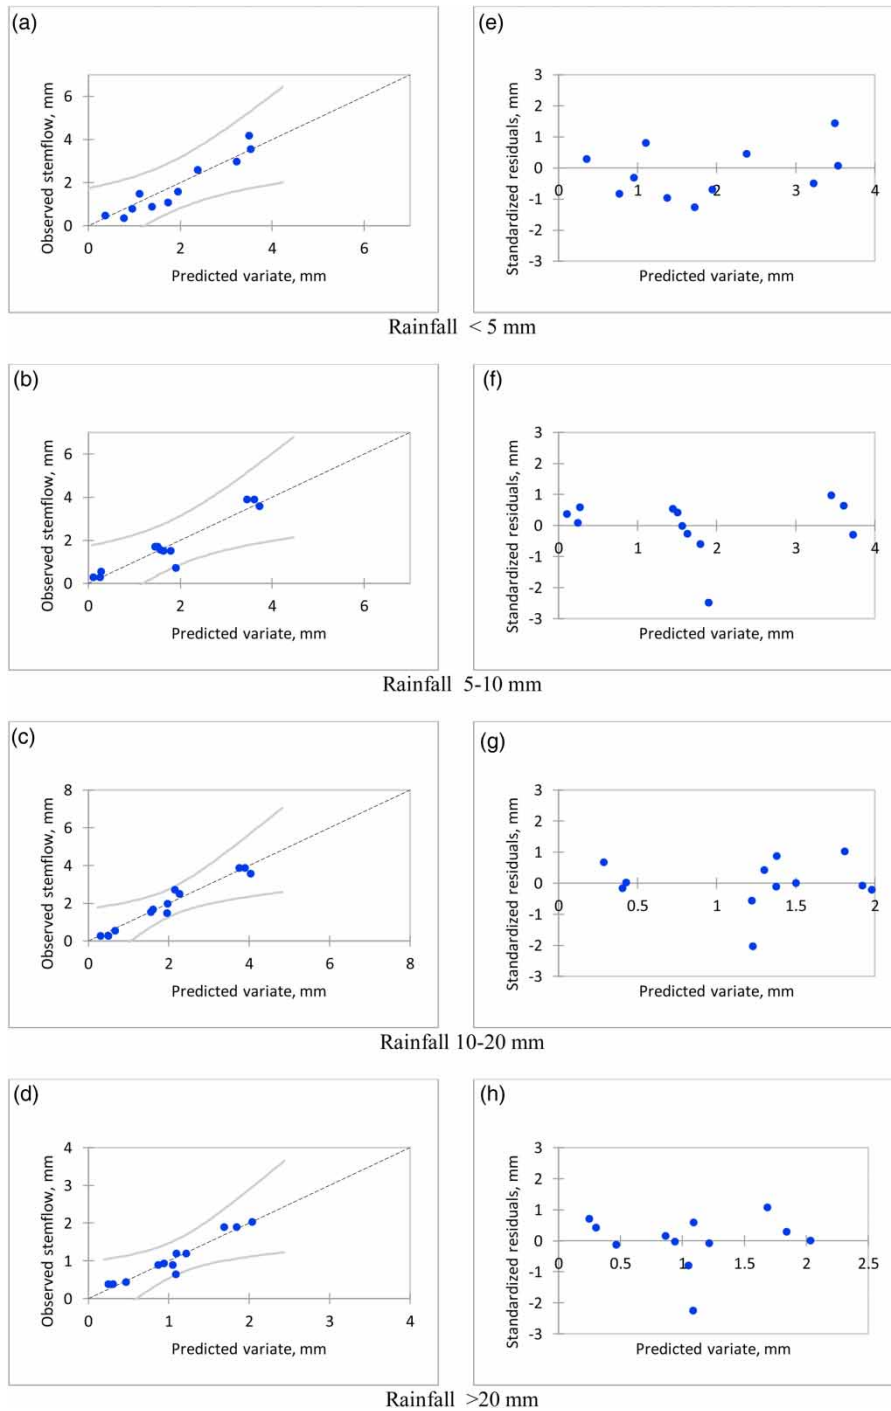 (a)
Observed stemflow, mm
6
4
2
0
0 2 4 6
Predicted variate, mm
(e)
Standardized residuals, mm
3
2
1
0
-1
-2
-3
0 1 2 3 4
Predicted variate, mm
Rainfall < 5 mm
(b)
Observed stemflow, mm
6
4
2
0
0 2 4 6
Predicted variate, mm
(f)
Standardized residuals, mm
3
2
1
0
-1
-2
-3
0 1 2 3 4
Predicted variate, mm
Rainfall 5-10 mm
(c)
Observed stemflow, mm
8
6
4
2
0
0 2 4 6 8
Predicted variate, mm
(g)
Standardized residuals, mm
3
2
1
0
-1
-2
-3
0 0.5 1 1.5 2
Predicted variate, mm
Rainfall 10-20 mm
(d)
Observed stemflow, mm
4
3
2
1
0
0 1 2 3 4
Predicted variate, mm
(h)
Standardized residuals, mm
3
2
1
0
-1
-2
-3
0 0.5 1 1.5 2 2.5
Predicted variate, mm
Rainfall >20 mm